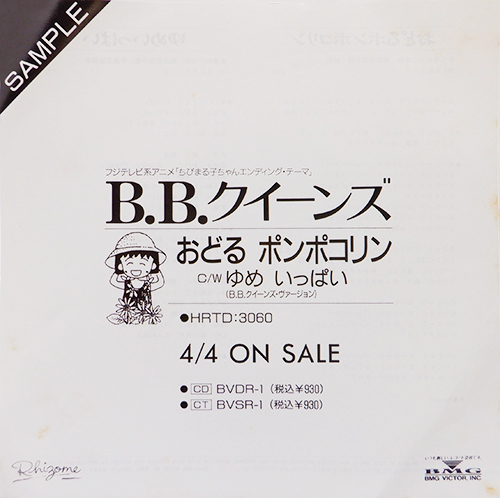 SAMPLE
フジテレビ系アニメ「ちびまる子ちゃんエンディング・テーマ」
B.B.クイーンズ
おどる ポンポコリン
C/W ゆめ いっぱい
(B.B.クイーンズ・ヴァージョン)
●HRTD:3060
4/4 ON SALE
● CD BVDR-1 (税込¥930)
● CT BVSR-1 (税込¥930)
Rhizome
BMG
BMG VICTOR, INC